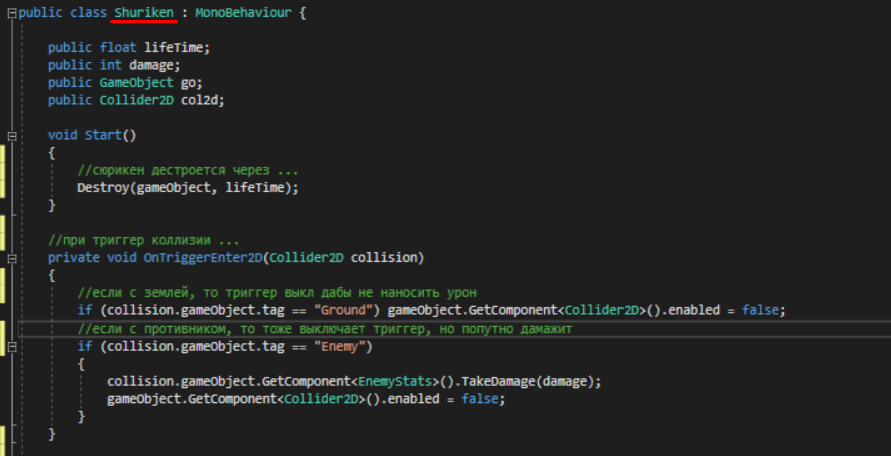 public class Shuriken : MonoBehaviour {
public float lifeTime;
public int damage;
public GameObject go;
public Collider2D col2d;
void Start()
{
//сюрикен дестроется через ...
Destroy(gameObject, lifeTime);
}
//при триггер коллизии ...
private void OnTriggerEnter2D(Collider2D collision)
{
//если с землей, то триггер выкл дабы не наносить урон
if (collision.gameObject.tag == "Ground") gameObject.GetComponent<Collider2D>().enabled = false;
//если с противником, то тоже выключает триггер, но попутно дамажит
if (collision.gameObject.tag == "Enemy")
{
collision.gameObject.GetComponent<EnemyStats>().TakeDamage(damage);
gameObject.GetComponent<Collider2D>().enabled = false;
}
}